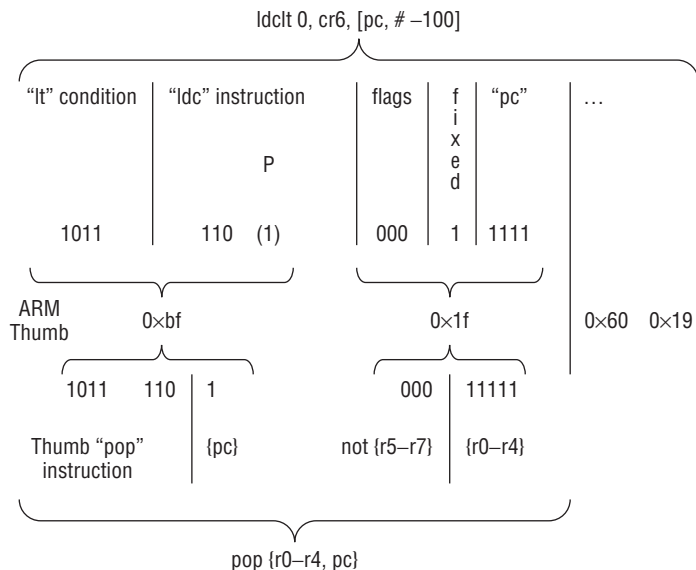 ldclt 0, cr6, [pc, # –100]
“lt” condition “ldc” instruction flags fixed “pc” ...
P
1011 110 (1) 000 1 1111
ARM
Thumb
0×bf 0×1f 0×60 0×19
1011 110 1 000 11111
Thumb “pop” instruction {pc} not {r5–r7} {r0–r4}
pop {r0–r4, pc}